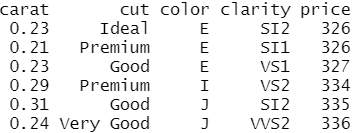 carat cut color clarity price
0.23 Ideal E SI2 326
0.21 Premium E SI1 326
0.23 Good E VS1 327
0.29 Premium I VS2 334
0.31 Good J SI2 335
0.24 Very Good J VVS2 336